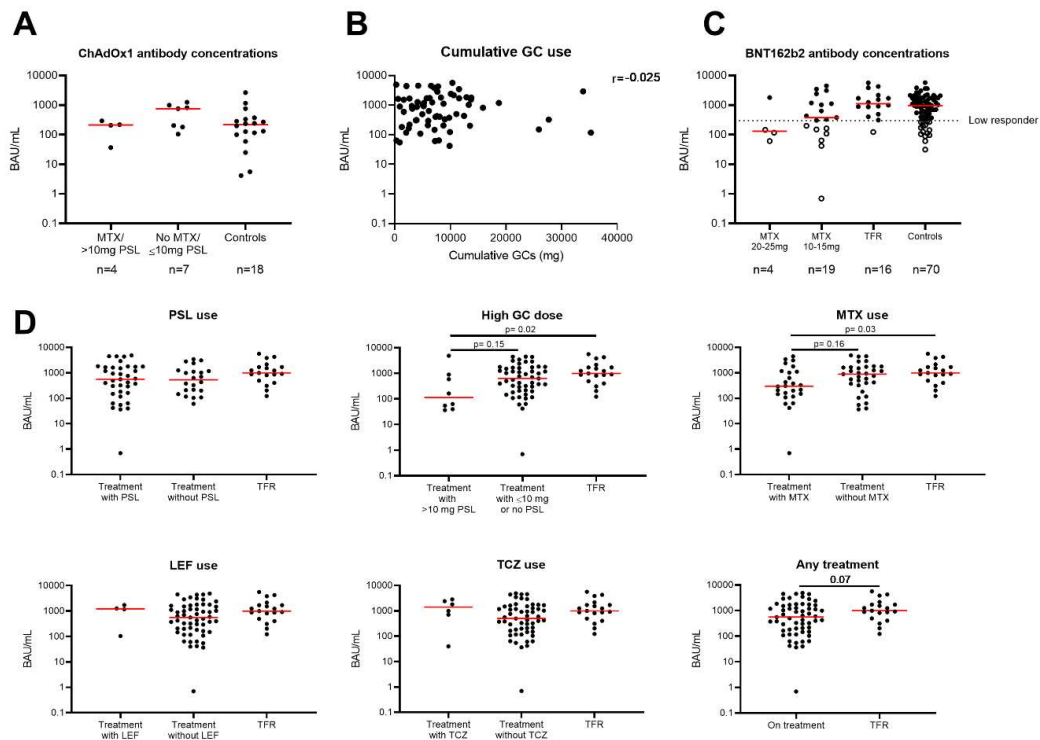 A
ChAdOx1 antibody concentrations
BAU/mL
10000
1000
100
10
1
0.1
MTX/
>10mg PSL
No MTX/
≤10mg PSL
Controls
n=4
n=7
n=18
B
Cumulative GC use
r=-0.025
BAU/mL
10000
1000
100
10
1
0.1
0
10000
20000
30000
40000
Cumulative GCs (mg)
C
BNT162b2 antibody concentrations
BAU/mL
10000
1000
100
10
1
0.1
Low responder
MTX
20-25mg
MTX
10-15mg
TFR
Controls
n=4
n=19
n=16
n=70
D
PSL use
BAU/mL
10000
1000
100
10
1
0.1
Treatment
with PSL
Treatment
without PSL
TFR
High GC dose
p= 0.02
p= 0.15
BAU/mL
10000
1000
100
10
1
0.1
Treatment
with
>10 mg PSL
Treatment
with ≤10 mg
or no PSL
TFR
MTX use
p= 0.03
p= 0.16
BAU/mL
10000
1000
100
10
1
0.1
Treatment
with MTX
Treatment
without MTX
TFR
LEF use
BAU/mL
10000
1000
100
10
1
0.1
Treatment
with LEF
Treatment
without LEF
TFR
TCZ use
BAU/mL
10000
1000
100
10
1
0.1
Treatment
with TCZ
Treatment
without TCZ
TFR
Any treatment
0.07
BAU/mL
10000
1000
100
10
1
0.1
On treatment
TFR